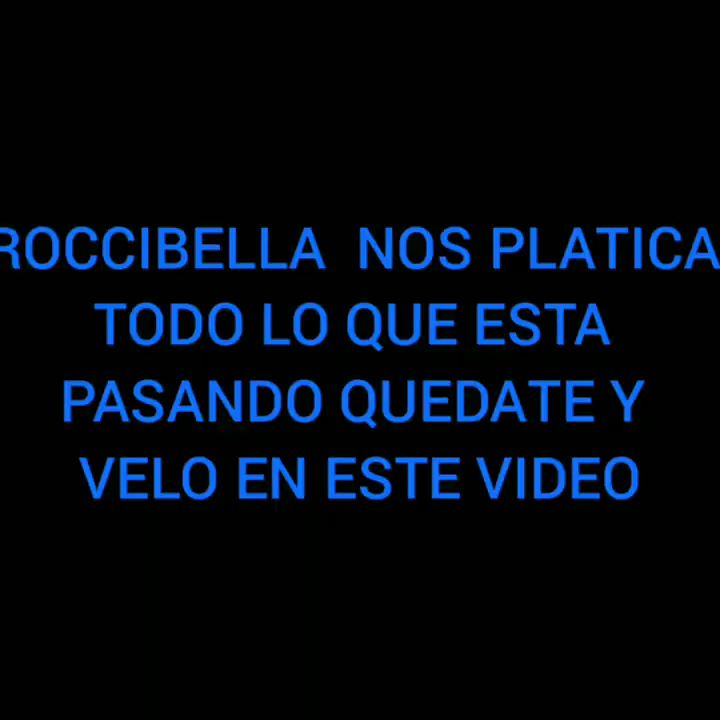 ROCCIBELLA NOS PLATICA
TODO LO QUE ESTA
PASANDO QUEDATE Y
VELO EN ESTE VIDEO